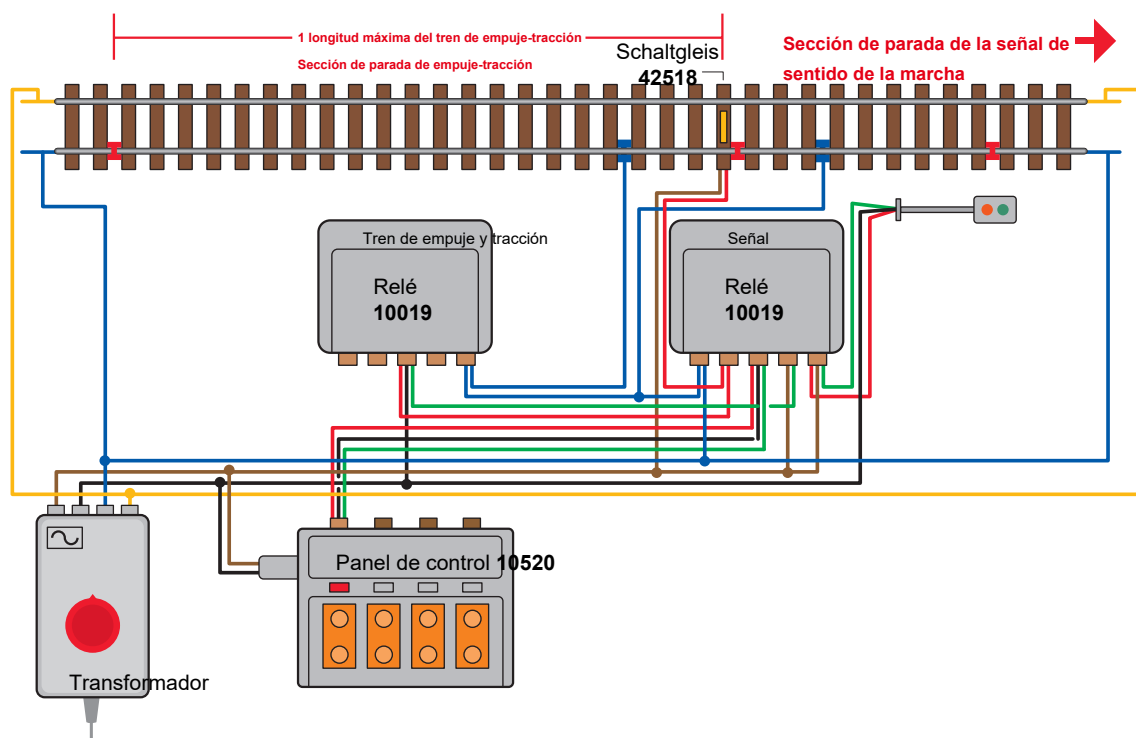 1 longitud máxima del tren de empuje-tracción
Sección de parada de empuje-tracción
Schaltgleis
42518
Sección de parada de la señal de
sentido de la marcha
Tren de empuje y tracción
Relé
10019
Señal
Relé
10019
Panel de control 10520
Transformador